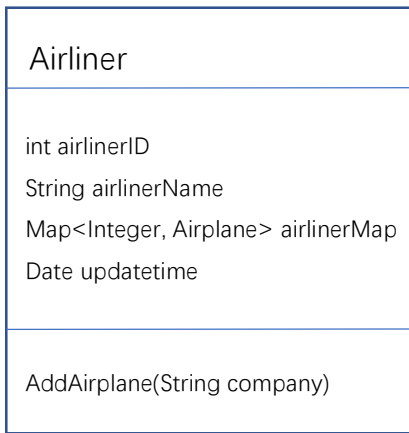 Airliner
int airlinerID
String airlinerName
Map<Integer, Airplane> airlinerMap
Date updatetime
AddAirplane(String company)